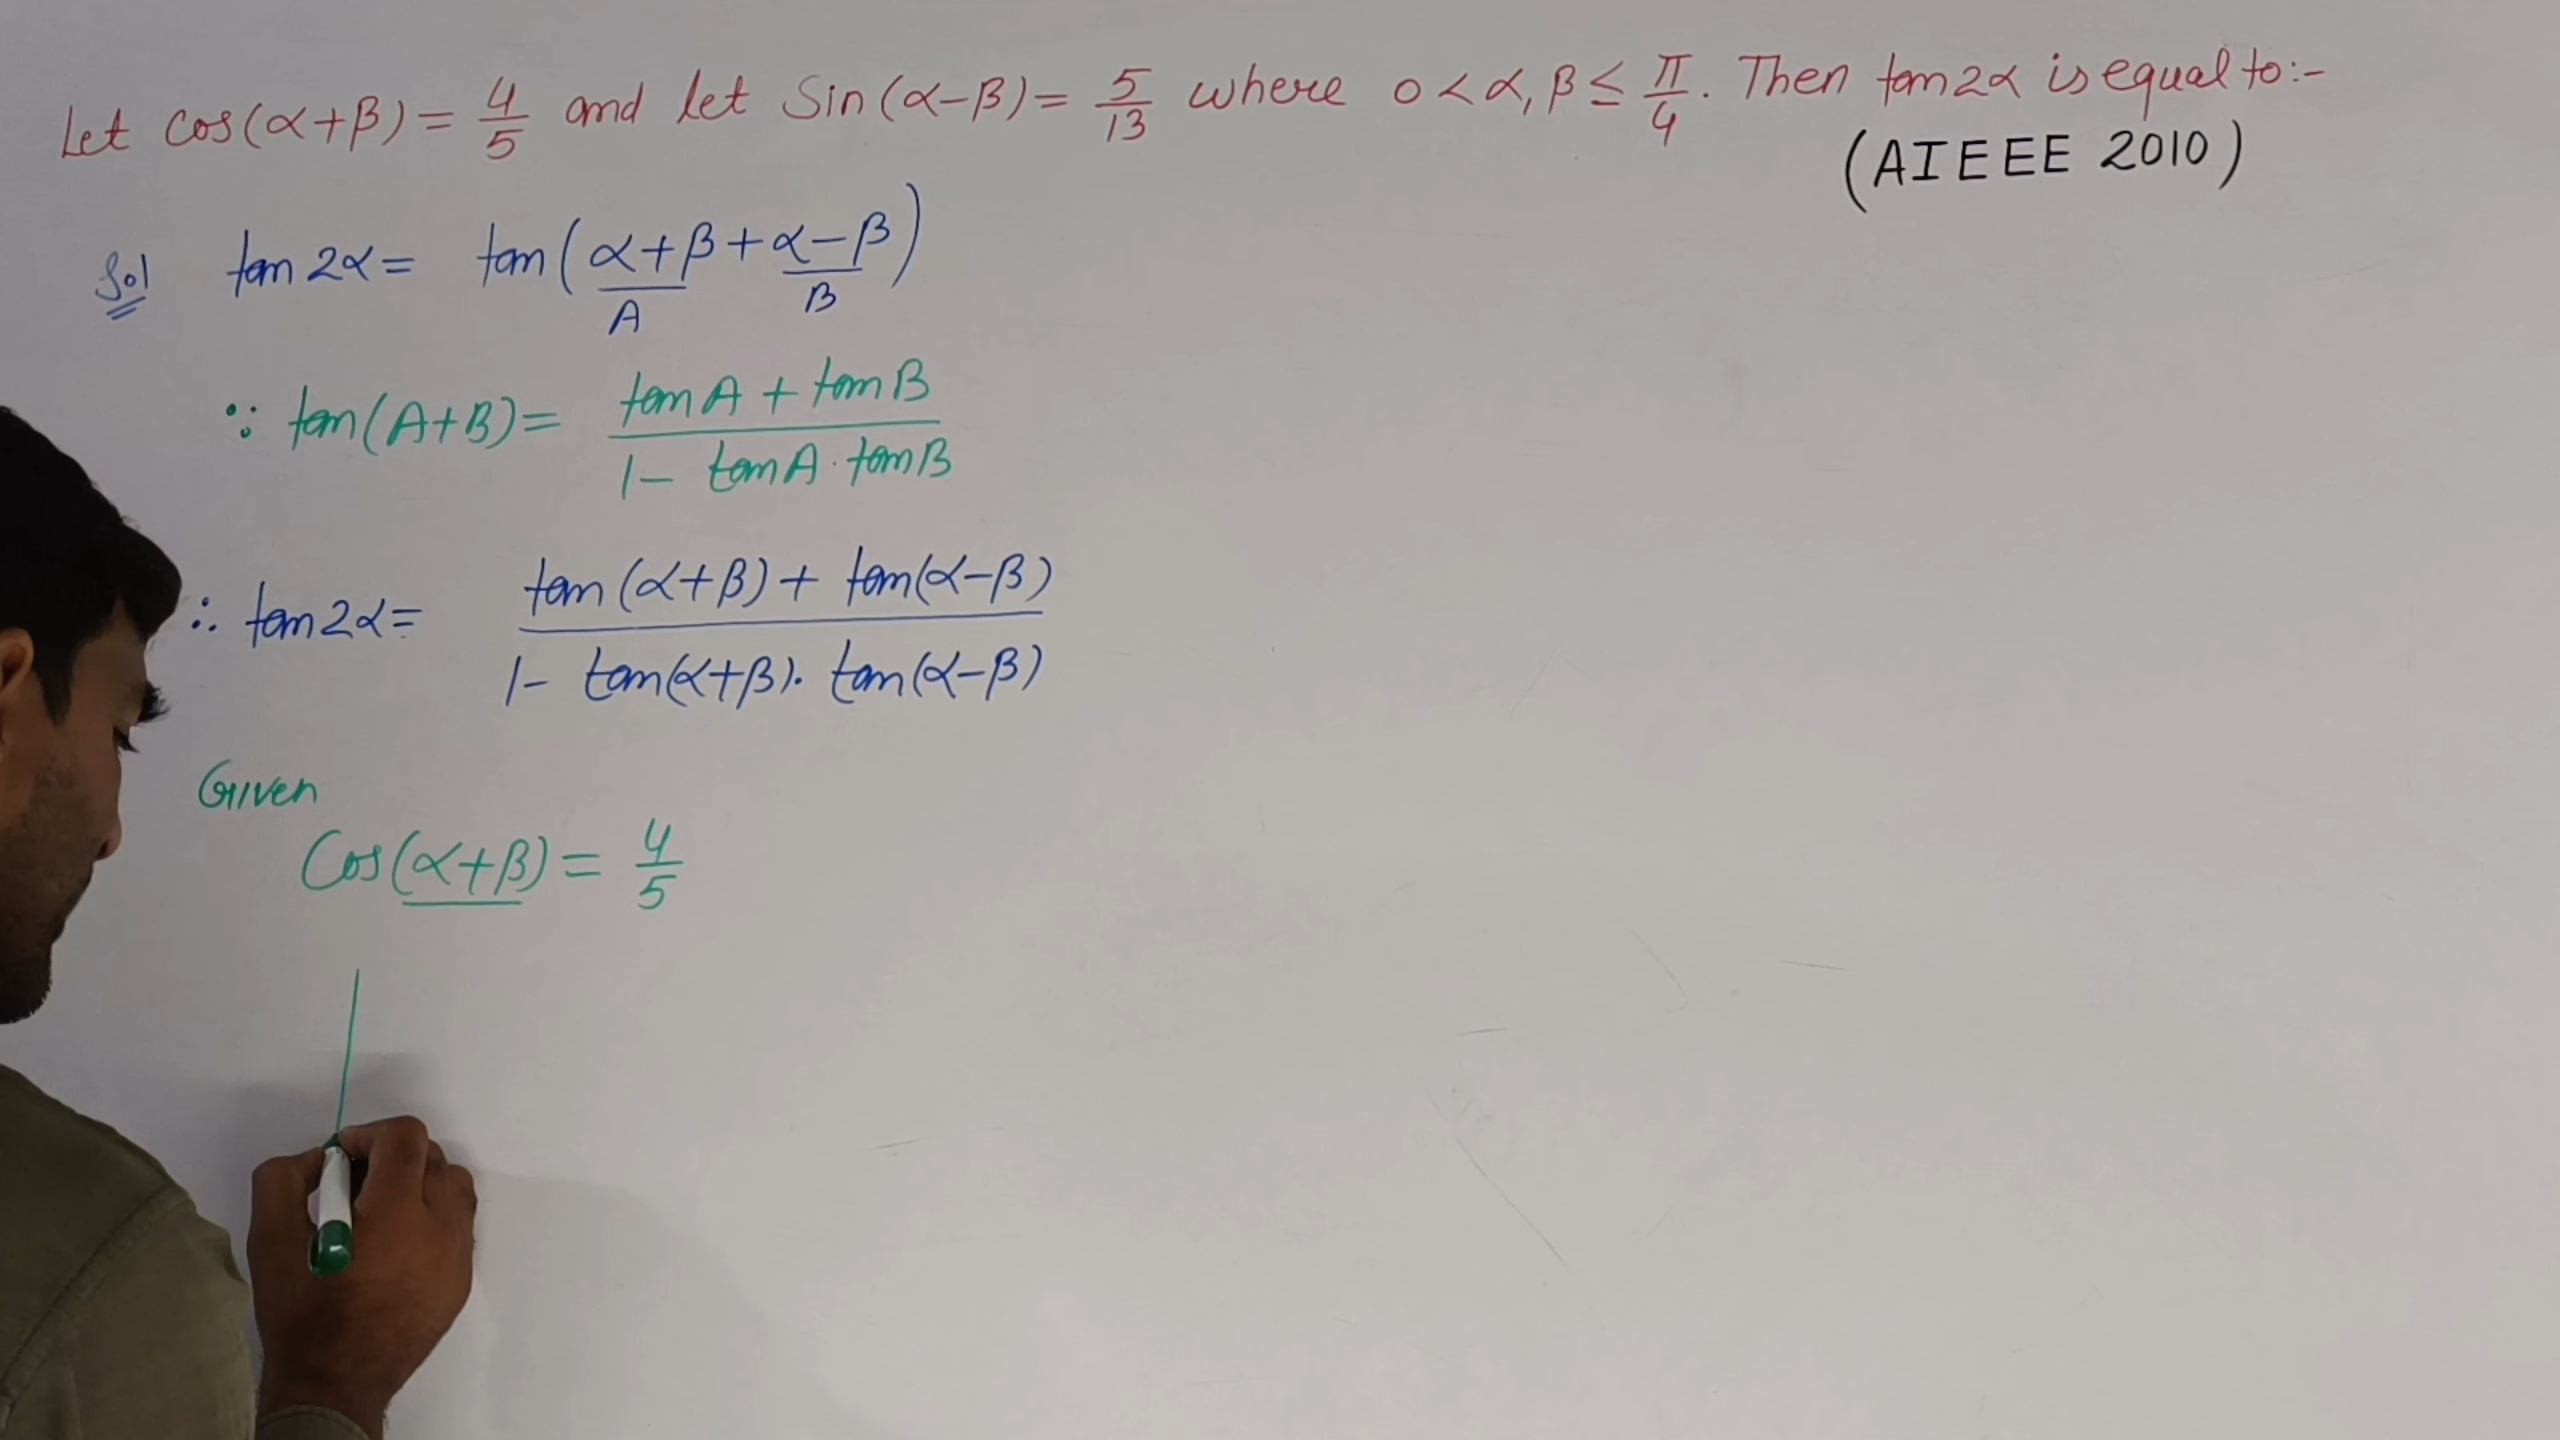 Let cos(α+β) = 4/5 and let Sin(α-β) = 5/13 where 0 < α, β ≤ π/4. Then tan2α is equal to:-
(AIEEE 2010)
Sol tan 2α = tan(α+β + α-β)
A B
∵ tan(A+B) = (tanA + tanB)/(1 - tanA · tanB)
∴ tan2α = (tan(α+β) + tan(α-β))/(1 - tan(α+β). tan(α-β))
Given
Cos(α+β) = 4/5